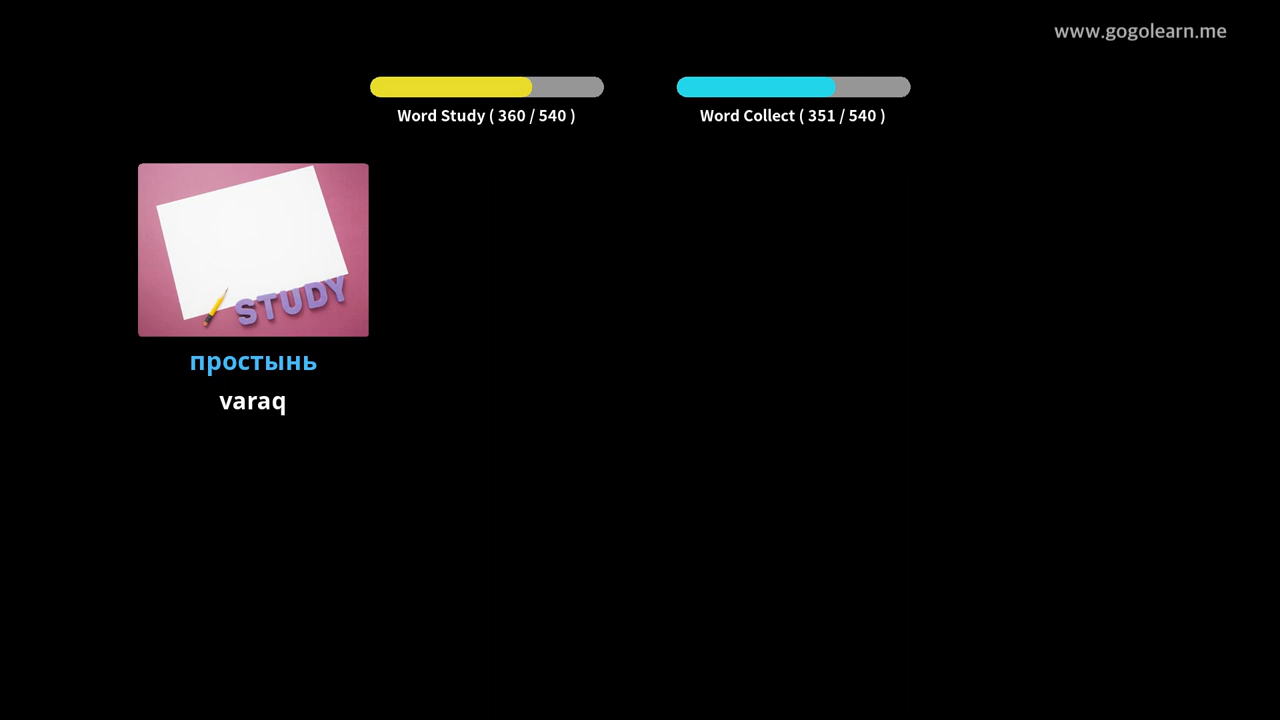 www.gogolearn.me
Word Study ( 360 / 540 )
Word Collect ( 351 / 540 )
STUDY
простынь
varaq